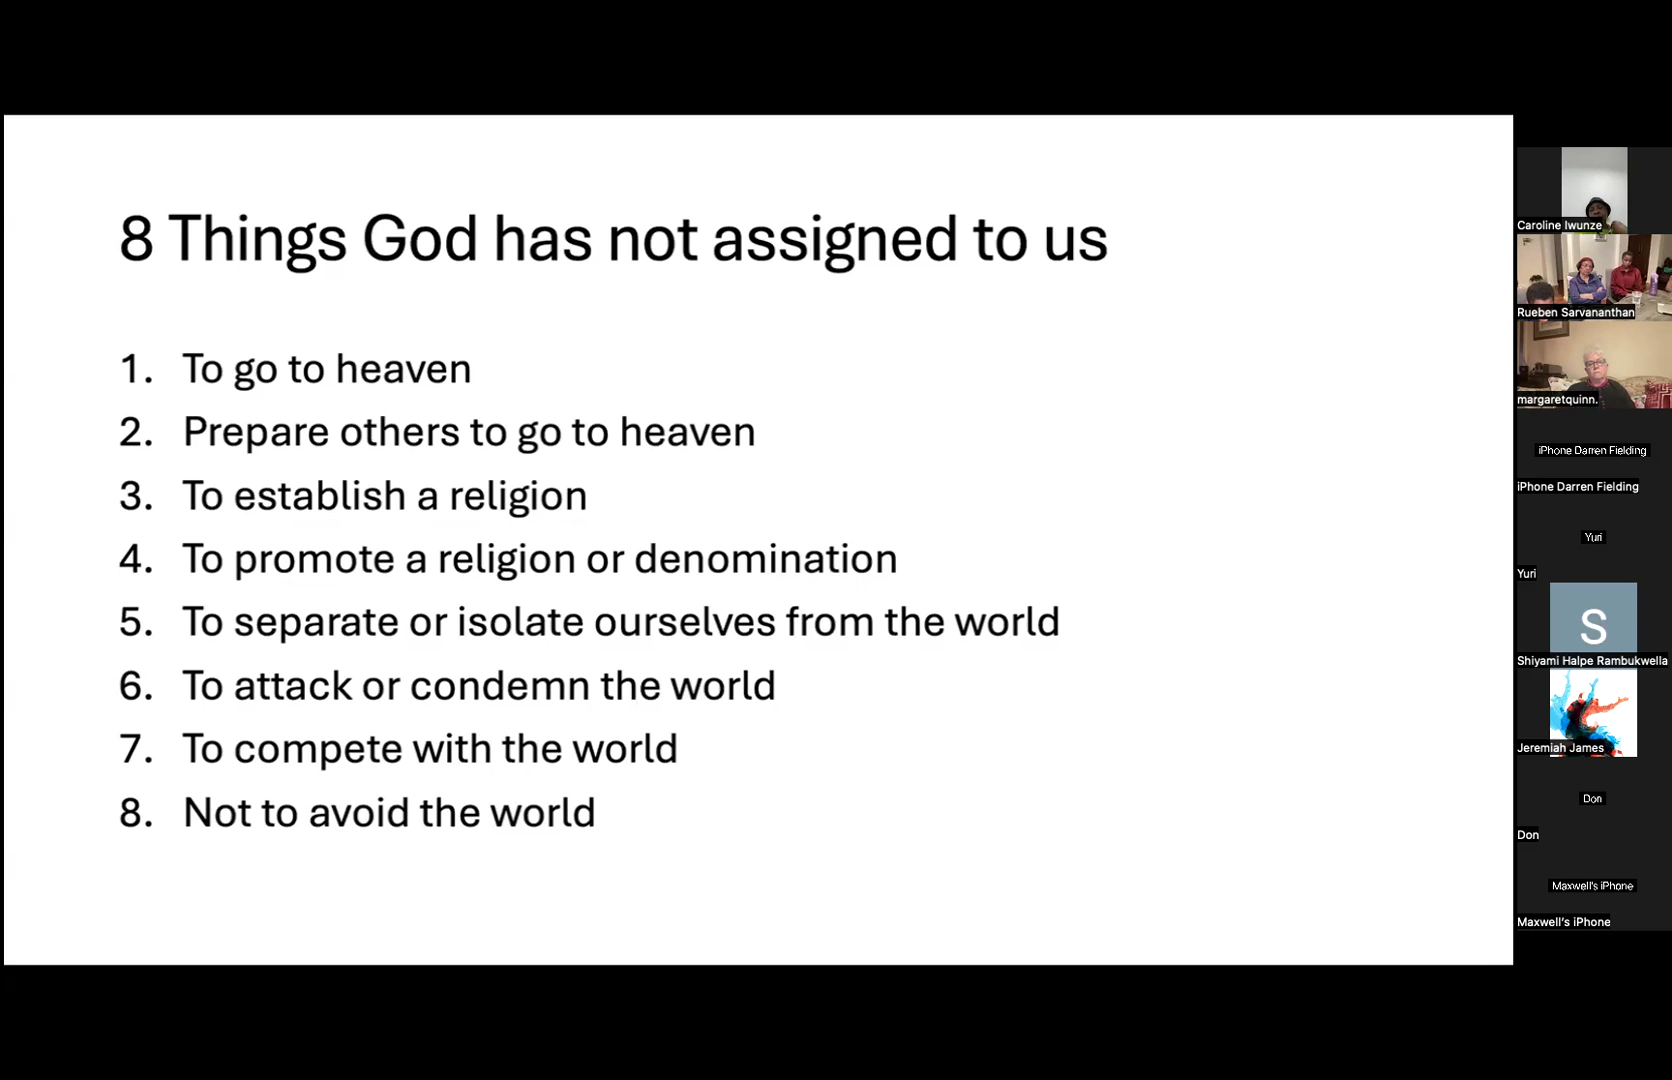 8 Things God has not assigned to us
1. To go to heaven
2. Prepare others to go to heaven
3. To establish a religion
4. To promote a religion or denomination
5. To separate or isolate ourselves from the world
6. To attack or condemn the world
7. To compete with the world
8. Not to avoid the world
Caroline Iwunze
Rueben Sarvananthan
margaretquinn.
iPhone Darren Fielding
iPhone Darren Fielding
Yuri
Yuri
S
Shiyami Halpe Rambukwella
Jeremiah James
Don
Don
Maxwell's iPhone
Maxwell's iPhone